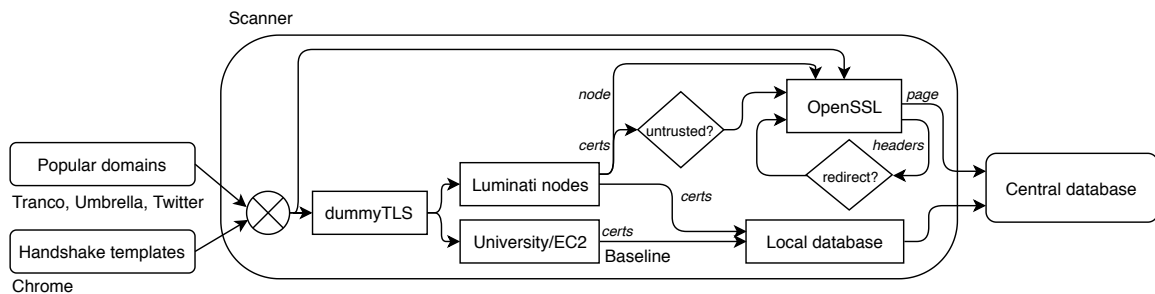 Scanner
node
OpenSSL
page
untrusted?
certs
headers
Popular domains
Tranco, Umbrella, Twitter
Luminati nodes
redirect?
Central database
dummyTLS
certs
Handshake templates
Chrome
University/EC2
certs
Baseline
Local database